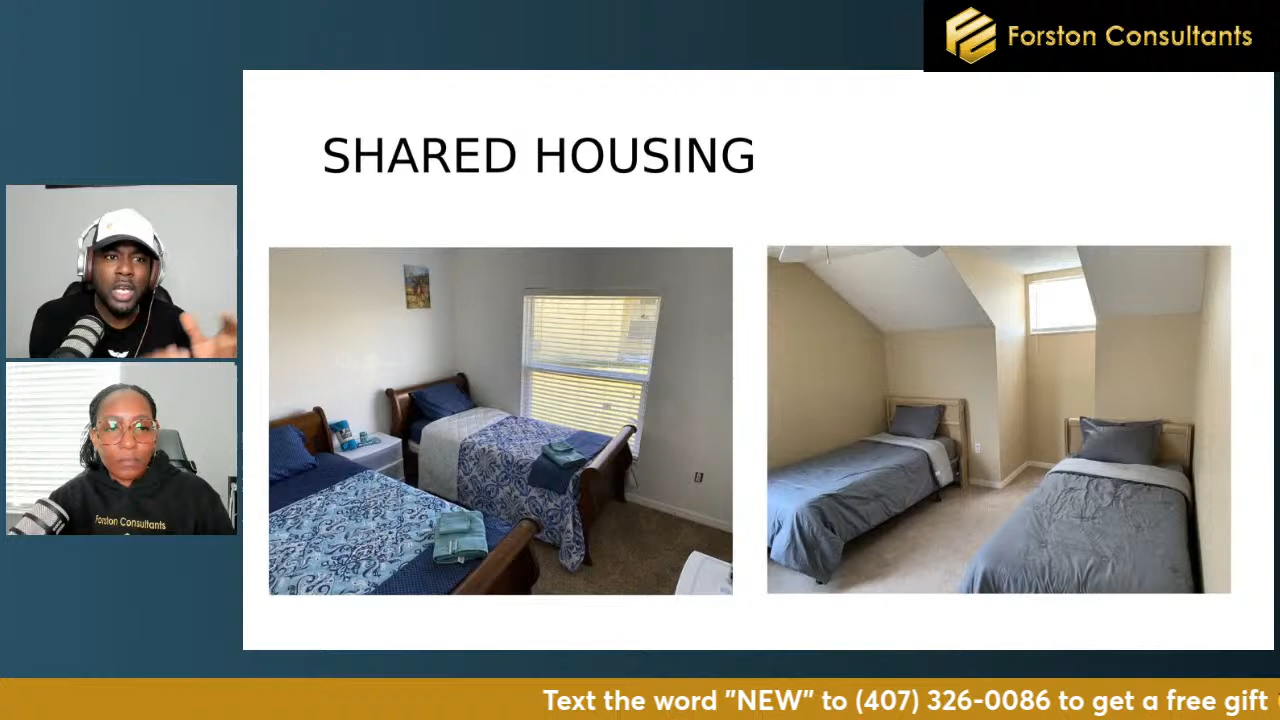 Forston Consultants
SHARED HOUSING
Forston Consultants
Text the word "NEW" to (407) 326-0086 to get a free gift